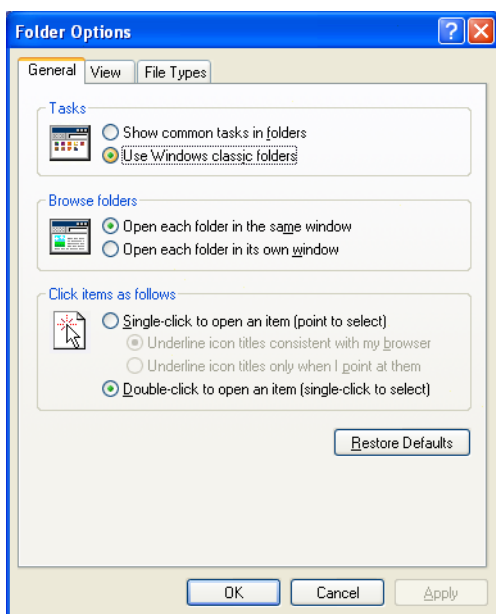 Folder Options
General View File Types
Tasks
Show common tasks in folders
Use Windows classic folders
Browse folders
Open each folder in the same window
Open each folder in its own window
Click items as follows
Single-click to open an item (point to select)
Underline icon titles consistent with my browser
Underline icon titles only when I point at them
Double-click to open an item (single-click to select)
Restore Defaults
OK Cancel Apply